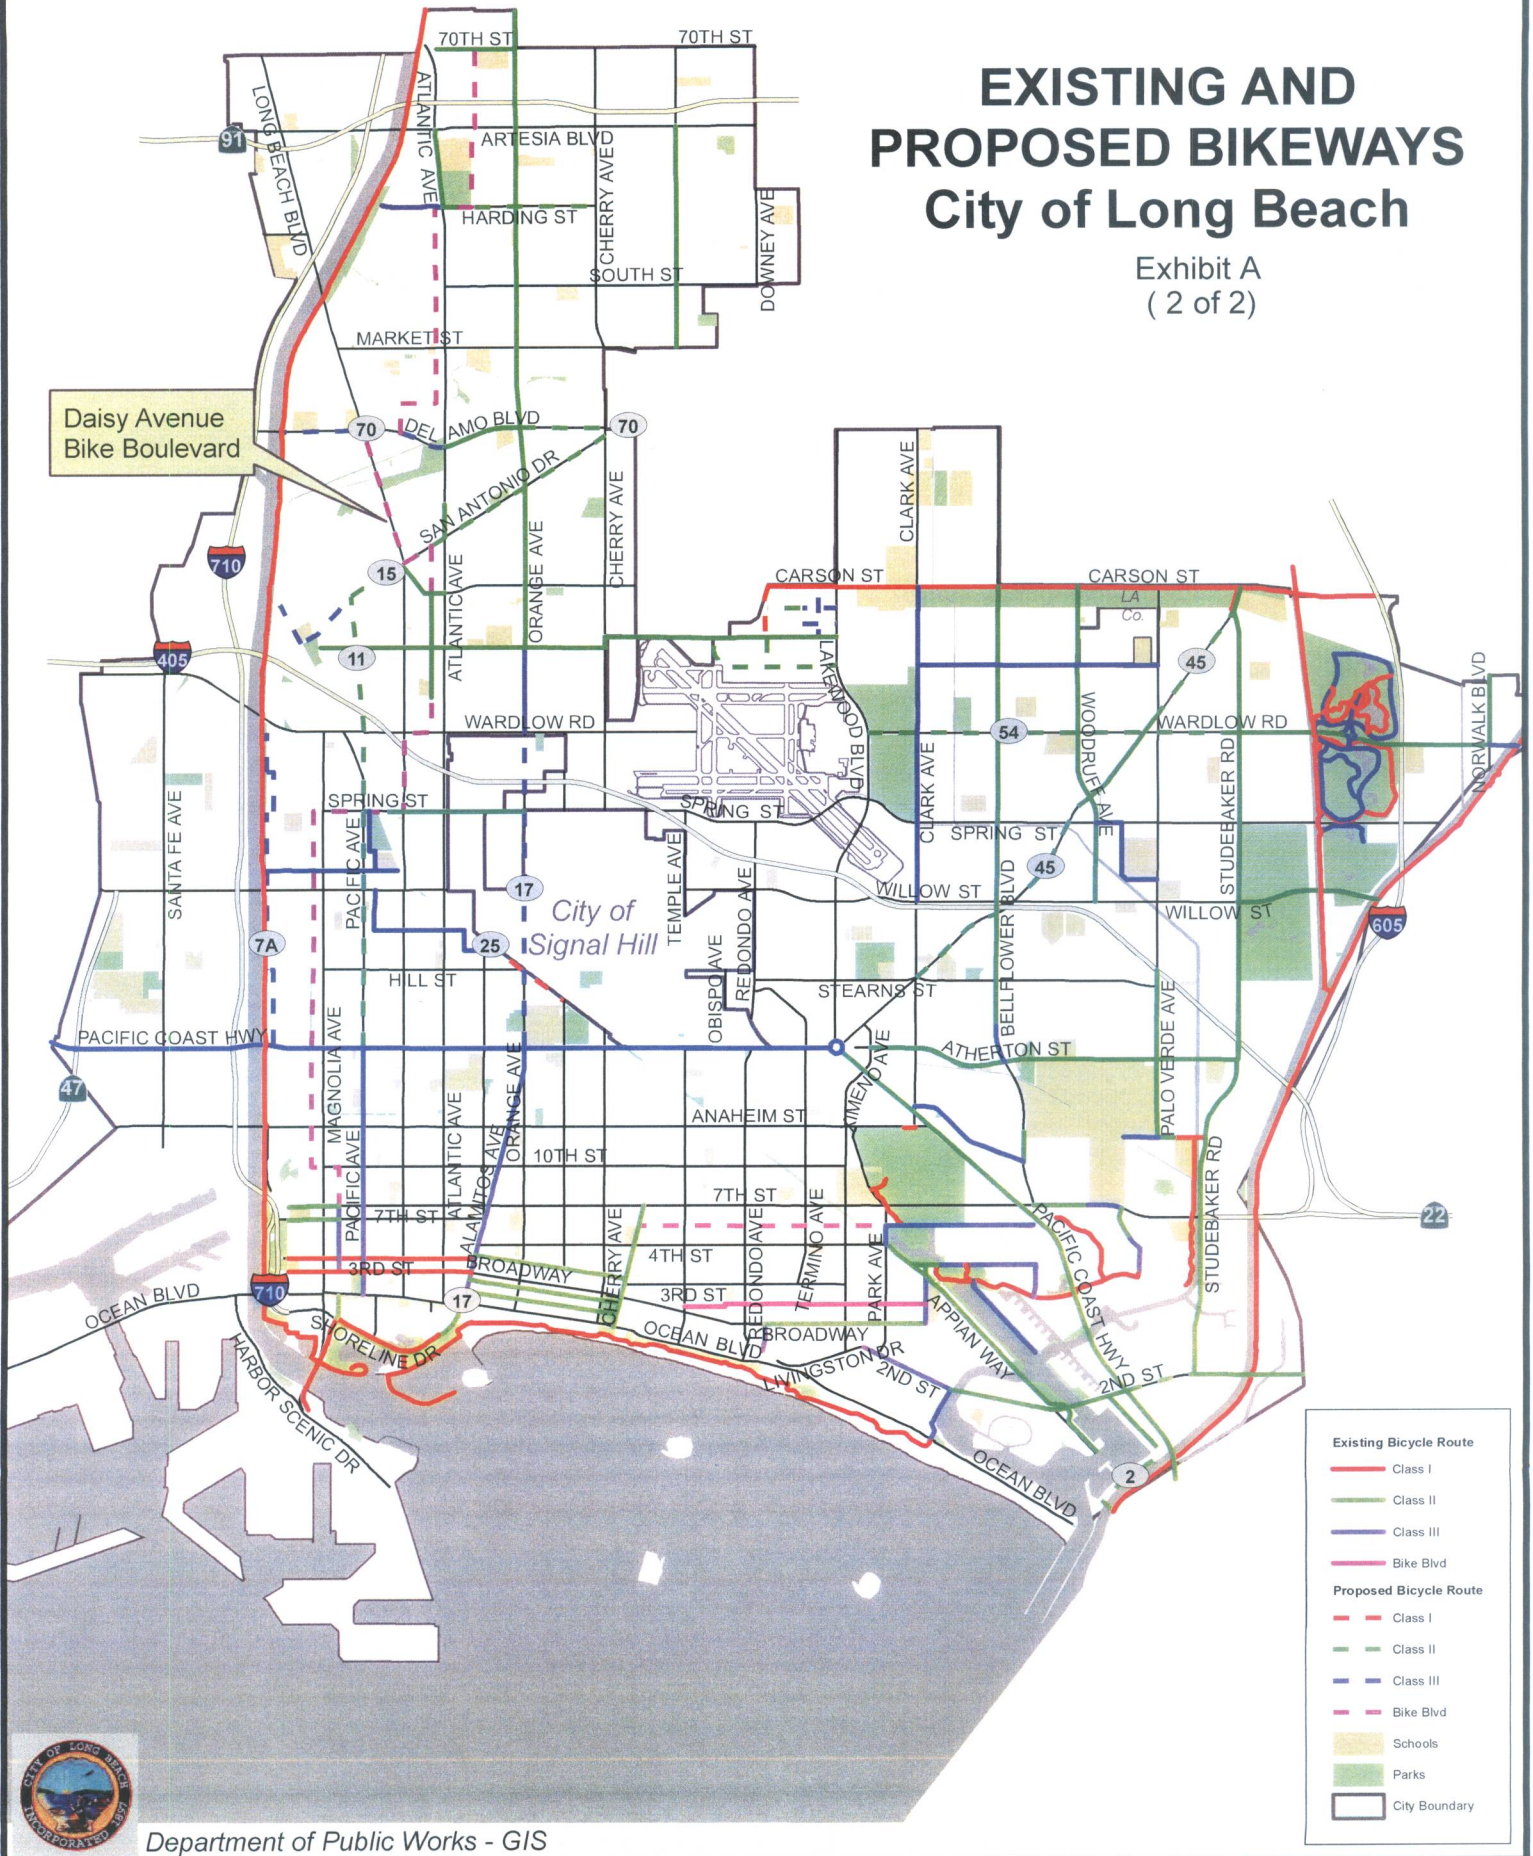 EXISTING AND
PROPOSED BIKEWAYS
City of Long Beach
Exhibit A
( 2 of 2)
70TH ST
70TH ST
ATLANTIC AVE
LONG BEACH BLVD
91
ARTESIA BLVD
CHERRY AVE
HARDING ST
DOWNEY AVE
SOUTH ST
MARKET ST
Daisy Avenue
Bike Boulevard
70
DEL AMO BLVD
70
SAN ANTONIO DR
CHERRY AVE
CLARK AVE
710
15
ATLANTIC AVE
ORANGE AVE
CARSON ST
CARSON ST
LA
Co.
405
11
LAKEWOOD BLVD
45
NORWALK BLVD
WARDLOW RD
54
WOODRUFF AVE
WARDLOW RD
STUDEBAKER RD
SANTA FE AVE
SPRING ST
SPRING ST
CLARK AVE
SPRING ST
PACIFIC AVE
TEMPLE AVE
REDONDO AVE
45
17
WILLOW ST
WILLOW ST
BELLFLOWER BLVD
605
City of
Signal Hill
7A
25
OBISPO AVE
HILL ST
STEARNS ST
PALO VERDE AVE
PACIFIC COAST HWY
MAGNOLIA AVE
ORANGE AVE
XIMENO AVE
ATHERTON ST
47
ANAHEIM ST
PACIFIC AVE
ATLANTIC AVE
ALAMITOS AVE
10TH ST
STUDEBAKER RD
7TH ST
7TH ST
22
CHERRY AVE
REDONDO AVE
TERMINO AVE
PARK AVE
PACIFIC COAST HWY
4TH ST
3RD ST
BROADWAY
710
17
3RD ST
OCEAN BLVD
HARBOR SCENIC DR
SHORELINE DR
OCEAN BLVD
BROADWAY
LIVINGSTON DR
2ND ST
APPIAN WAY
2ND ST
OCEAN BLVD
2
Existing Bicycle Route
Class I
Class II
Class III
Bike Blvd
Proposed Bicycle Route
Class I
Class II
Class III
Bike Blvd
Schools
Parks
City Boundary
CITY OF LONG BEACH
INCORPORATED 1897
Department of Public Works - GIS